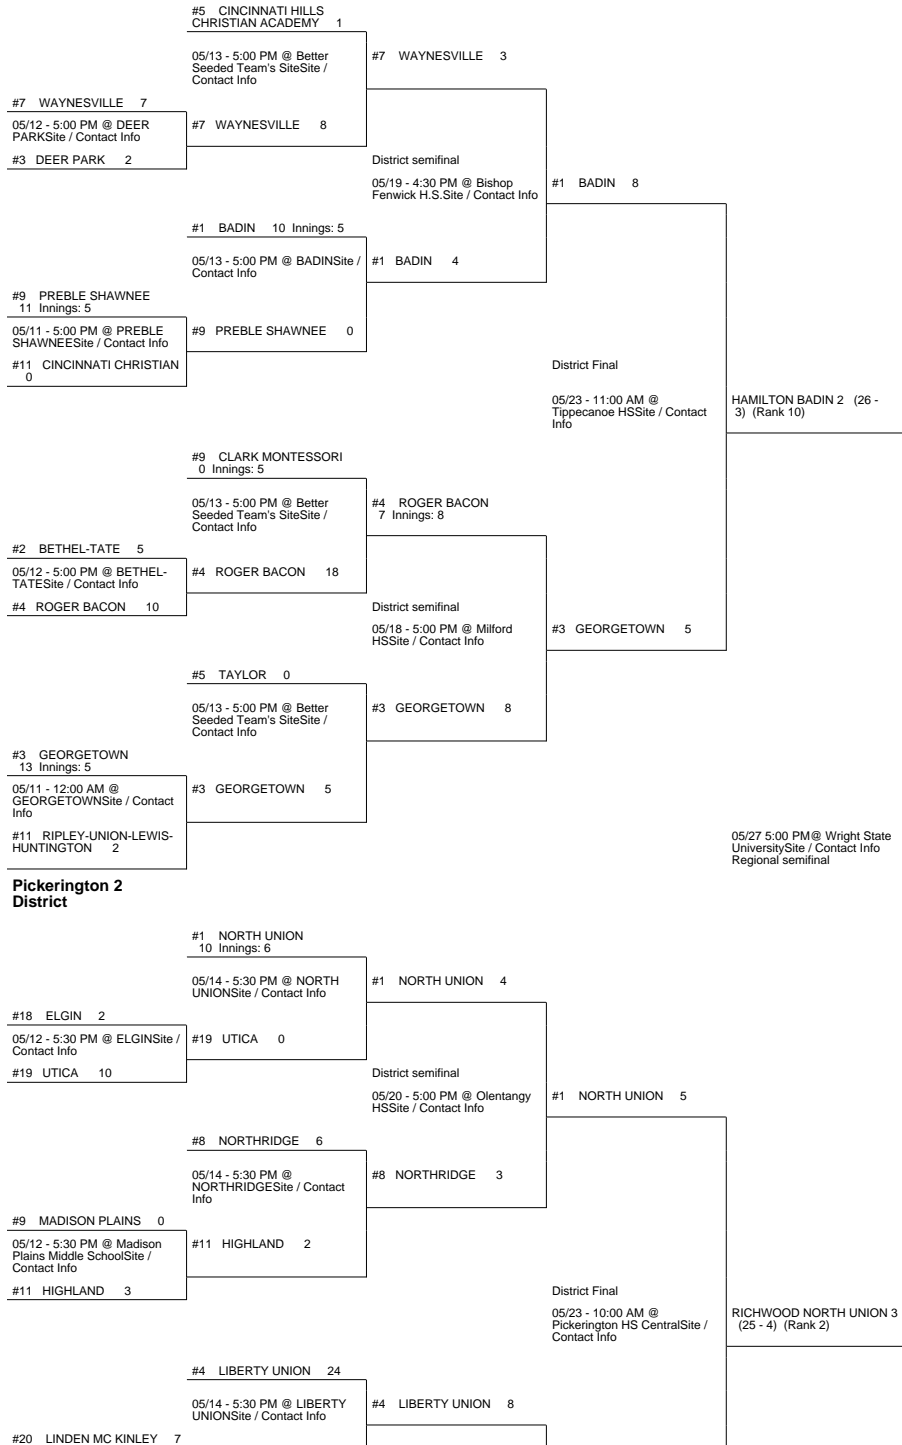 #5 CINCINNATI HILLS
CHRISTIAN ACADEMY 1
05/13 - 5:00 PM @ Better
Seeded Team's SiteSite /
Contact Info
#7 WAYNESVILLE 3
#7 WAYNESVILLE 7
05/12 - 5:00 PM @ DEER
PARKSite / Contact Info
#7 WAYNESVILLE 8
#3 DEER PARK 2
District semifinal
05/19 - 4:30 PM @ Bishop
Fenwick H.S.Site / Contact Info
#1 BADIN 8
#1 BADIN 10 Innings: 5
05/13 - 5:00 PM @ BADINSite /
Contact Info
#1 BADIN 4
#9 PREBLE SHAWNEE
11 Innings: 5
05/11 - 5:00 PM @ PREBLE
SHAWNEESite / Contact Info
#9 PREBLE SHAWNEE 0
#11 CINCINNATI CHRISTIAN
0
District Final
05/23 - 11:00 AM @
Tippecanoe HSSite / Contact
Info
HAMILTON BADIN 2 (26 -
3) (Rank 10)
#9 CLARK MONTESSORI
0 Innings: 5
05/13 - 5:00 PM @ Better
Seeded Team's SiteSite /
Contact Info
#4 ROGER BACON
7 Innings: 8
#2 BETHEL-TATE 5
05/12 - 5:00 PM @ BETHEL-
TATESite / Contact Info
#4 ROGER BACON 18
#4 ROGER BACON 10
District semifinal
05/18 - 5:00 PM @ Milford
HSSite / Contact Info
#3 GEORGETOWN 5
#5 TAYLOR 0
05/13 - 5:00 PM @ Better
Seeded Team's SiteSite /
Contact Info
#3 GEORGETOWN 8
#3 GEORGETOWN
13 Innings: 5
05/11 - 12:00 AM @
GEORGETOWNSite / Contact
Info
#3 GEORGETOWN 5
#11 RIPLEY-UNION-LEWIS-
HUNTINGTON 2
05/27 5:00 PM@ Wright State
UniversitySite / Contact Info
Regional semifinal
Pickerington 2
District
#1 NORTH UNION
10 Innings: 6
05/14 - 5:30 PM @ NORTH
UNIONSite / Contact Info
#1 NORTH UNION 4
#18 ELGIN 2
05/12 - 5:30 PM @ ELGINSite /
Contact Info
#19 UTICA 0
#19 UTICA 10
District semifinal
05/20 - 5:00 PM @ Olentangy
HSSite / Contact Info
#1 NORTH UNION 5
#8 NORTHRIDGE 6
05/14 - 5:30 PM @
NORTHRIDGESite / Contact
Info
#8 NORTHRIDGE 3
#9 MADISON PLAINS 0
05/12 - 5:30 PM @ Madison
Plains Middle SchoolSite /
Contact Info
#11 HIGHLAND 2
#11 HIGHLAND 3
District Final
05/23 - 10:00 AM @
Pickerington HS CentralSite /
Contact Info
RICHWOOD NORTH UNION 3
(25 - 4) (Rank 2)
#4 LIBERTY UNION 24
05/14 - 5:30 PM @ LIBERTY
UNIONSite / Contact Info
#4 LIBERTY UNION 8
#20 LINDEN MC KINLEY 7